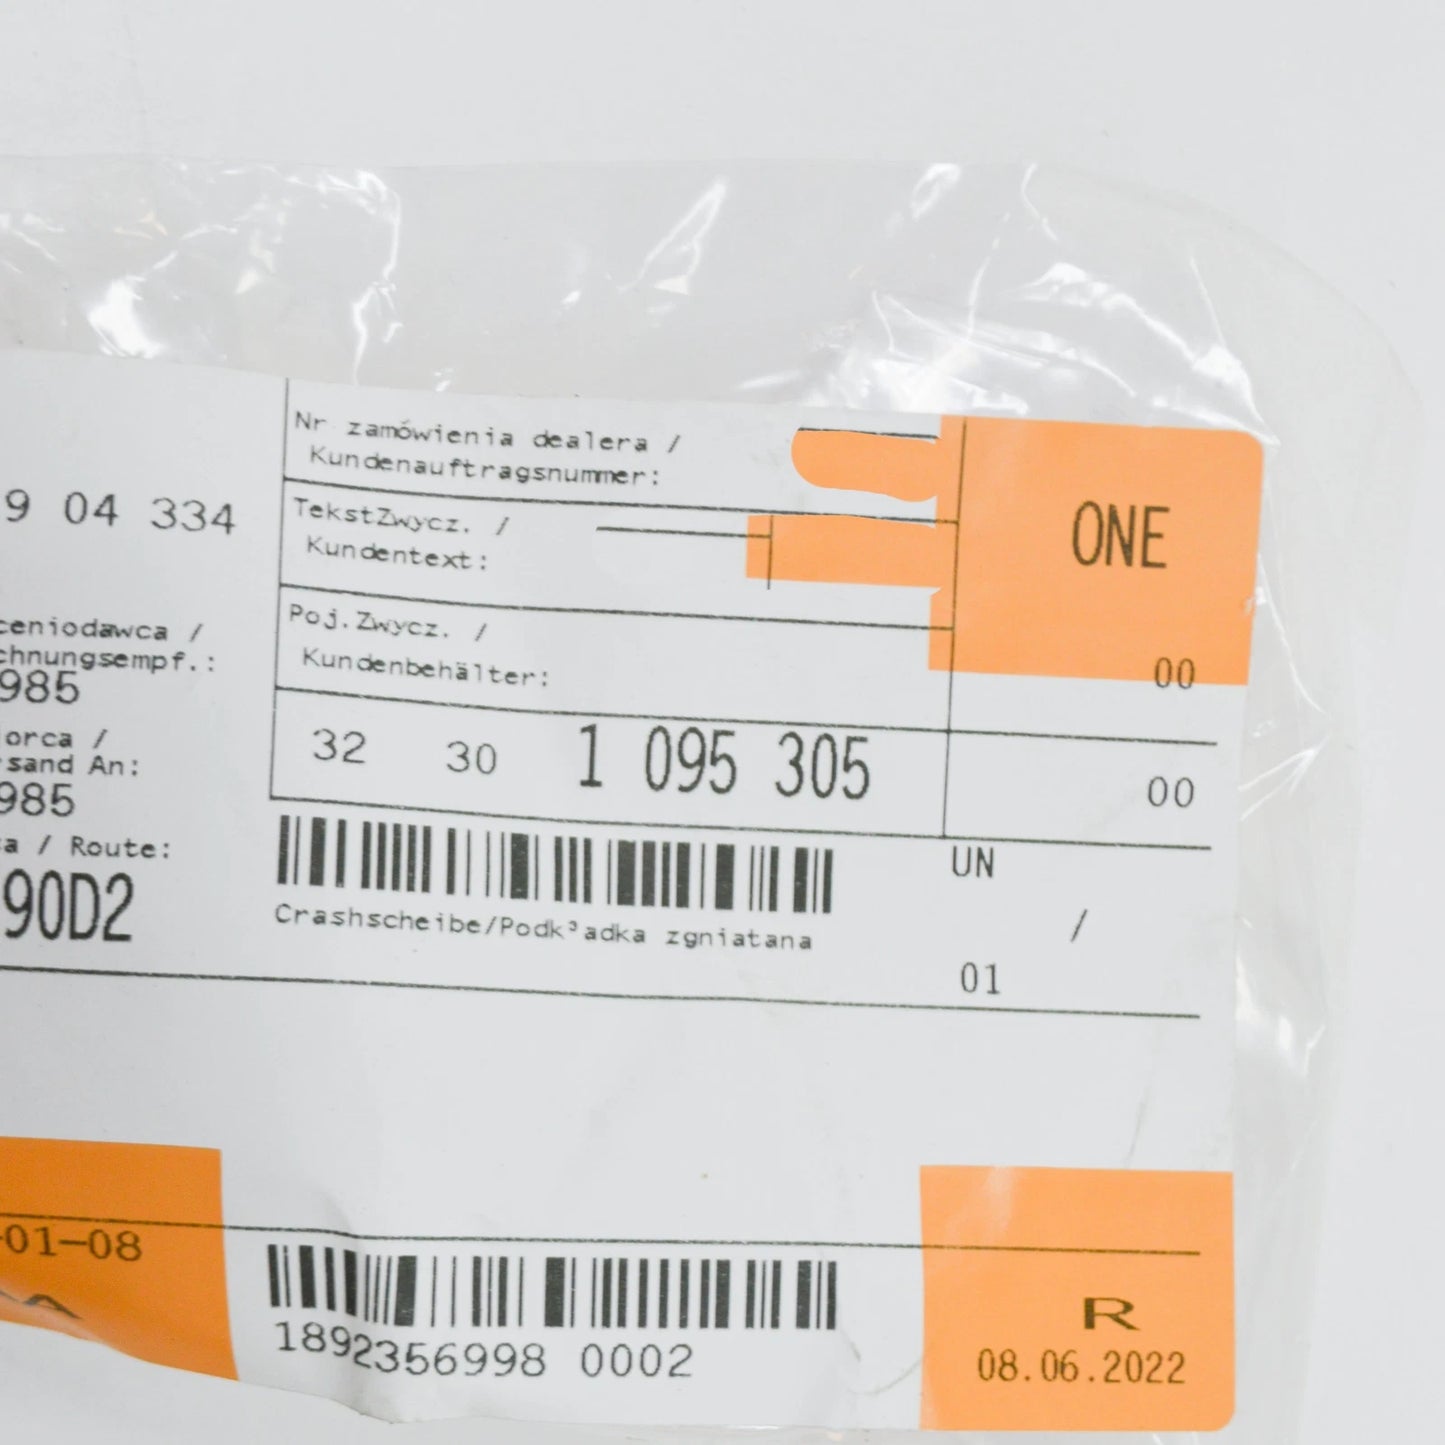 Nr zamówienia dealera /
Kundenauftragsnummer:
9 04 334
TekstZwycz. /
Kundentext:
ONE
ceniodawca /
chnungsempf.:
985
Poj.Zwycz. /
Kundenbehälter:
00
orca /
sand An:
985
32 30 1 095 305
00
a / Route:
90D2
UN
Crashscheibe/Podk³adka zgniatana
/
01
-01-08
1892356998 0002
R
08.06.2022